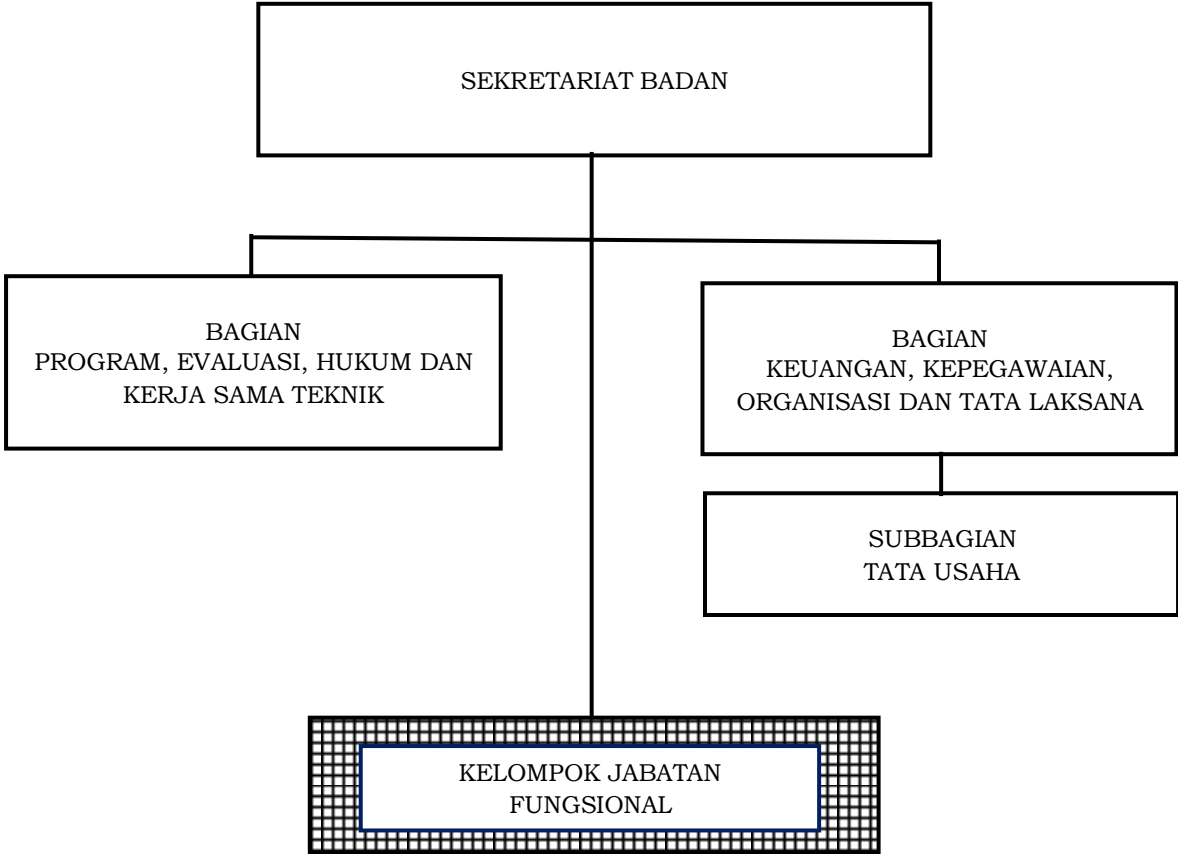 SEKRETARIAT BADAN
BAGIAN
PROGRAM, EVALUASI, HUKUM DAN
KERJA SAMA TEKNIK
BAGIAN
KEUANGAN, KEPEGAWAIAN,
ORGANISASI DAN TATA LAKSANA
SUBBAGIAN
TATA USAHA
KELOMPOK JABATAN
FUNGSIONAL